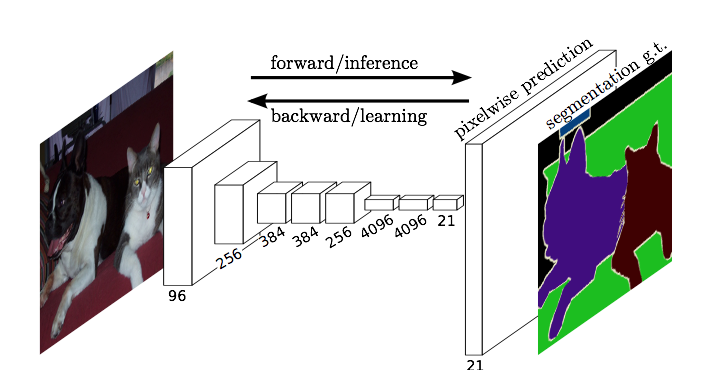 forward/inference
backward/learning
pixelwise prediction
segmentation g.t.
96
256
384
384
256
4096
4096
21
21